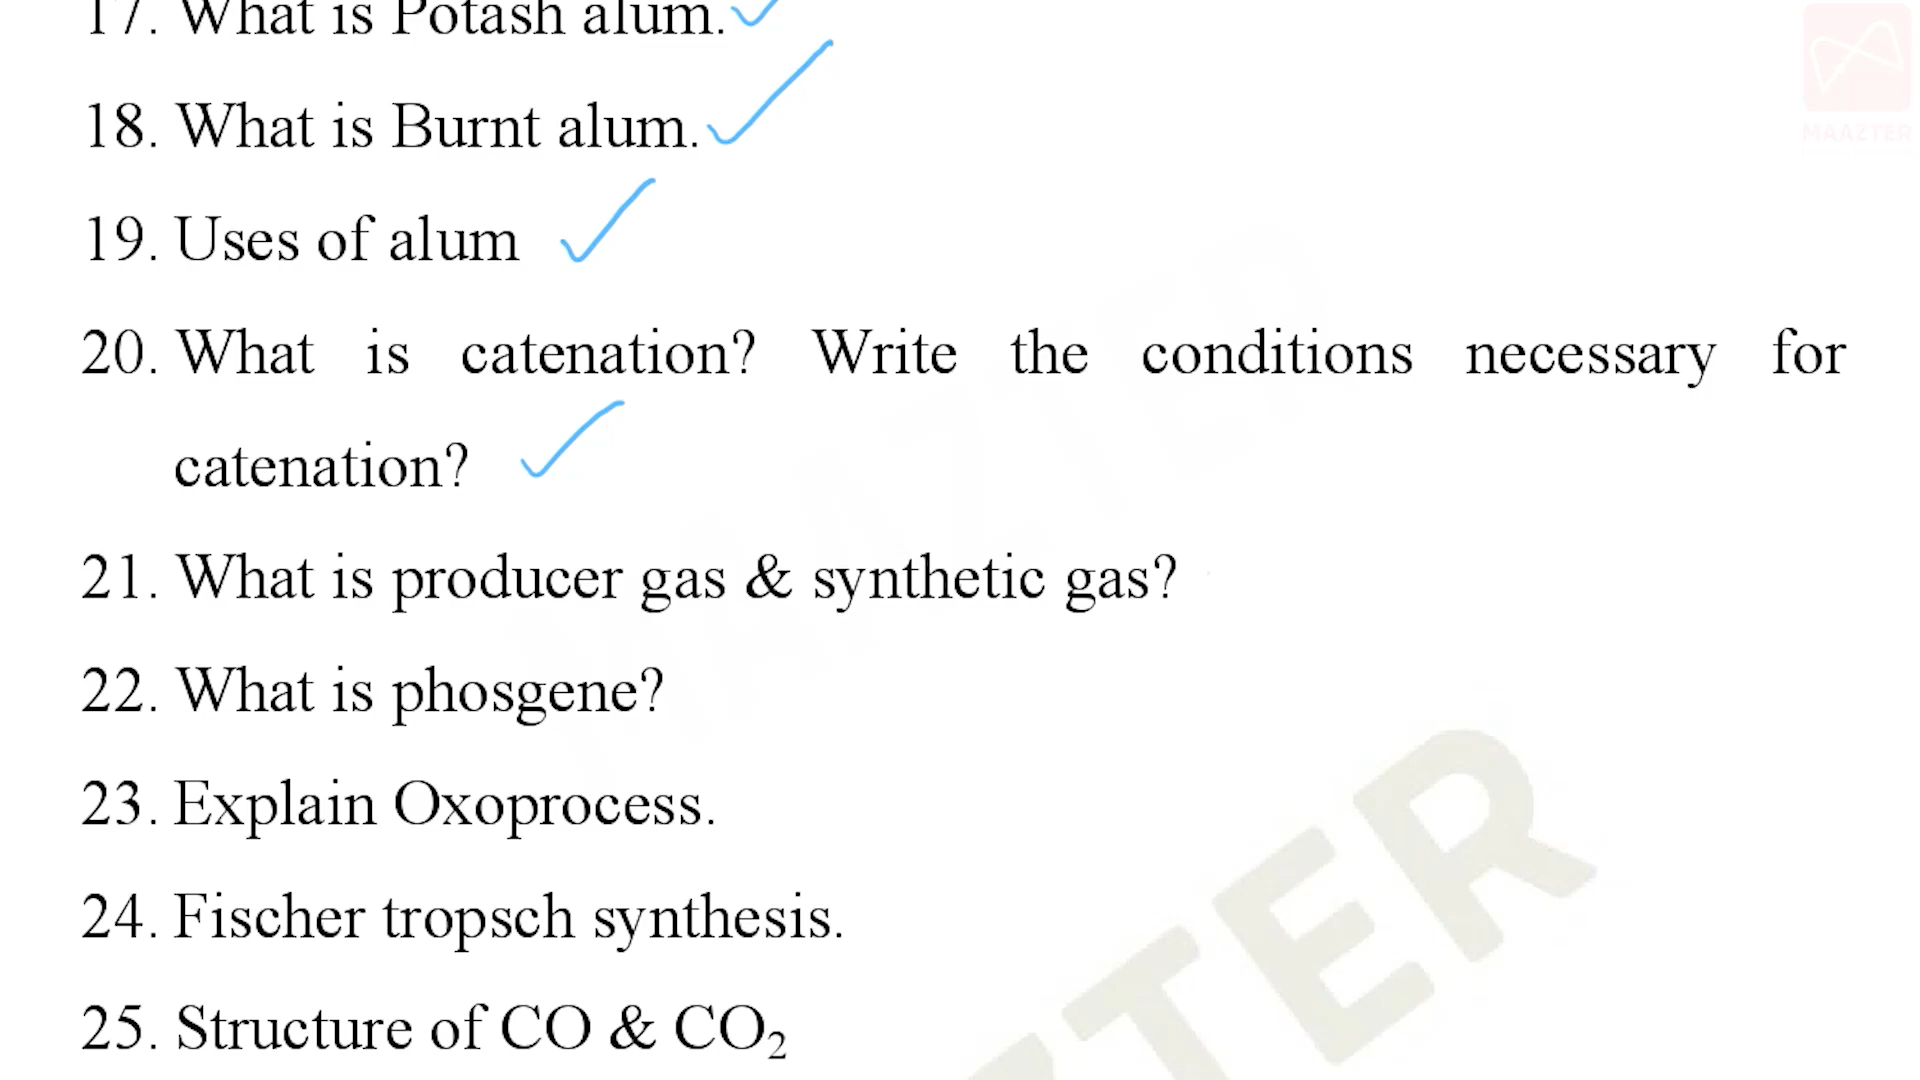 17. What is Potash alum.
MAAZTER
18. What is Burnt alum.
19. Uses of alum
20. What is catenation? Write the conditions necessary for
catenation?
21. What is producer gas & synthetic gas?
22. What is phosgene?
23. Explain Oxoprocess.
24. Fischer tropsch synthesis.
25. Structure of CO & CO₂
ZTER